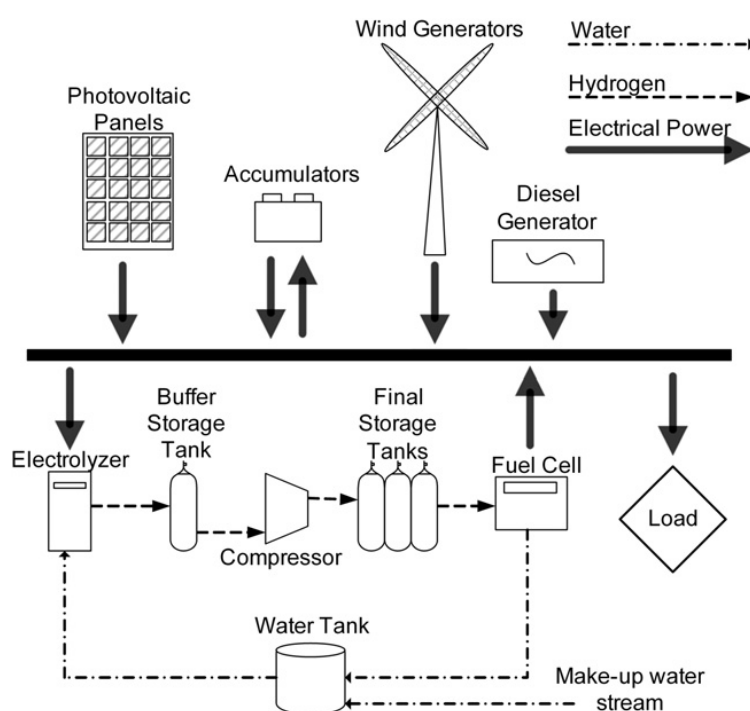 Wind Generators
Water
Hydrogen
Electrical Power
Photovoltaic
Panels
Accumulators
Diesel
Generator
Buffer
Storage
Tank
Final
Storage
Tanks
Electrolyzer
Fuel Cell
Load
Compressor
Water Tank
Make-up water
stream